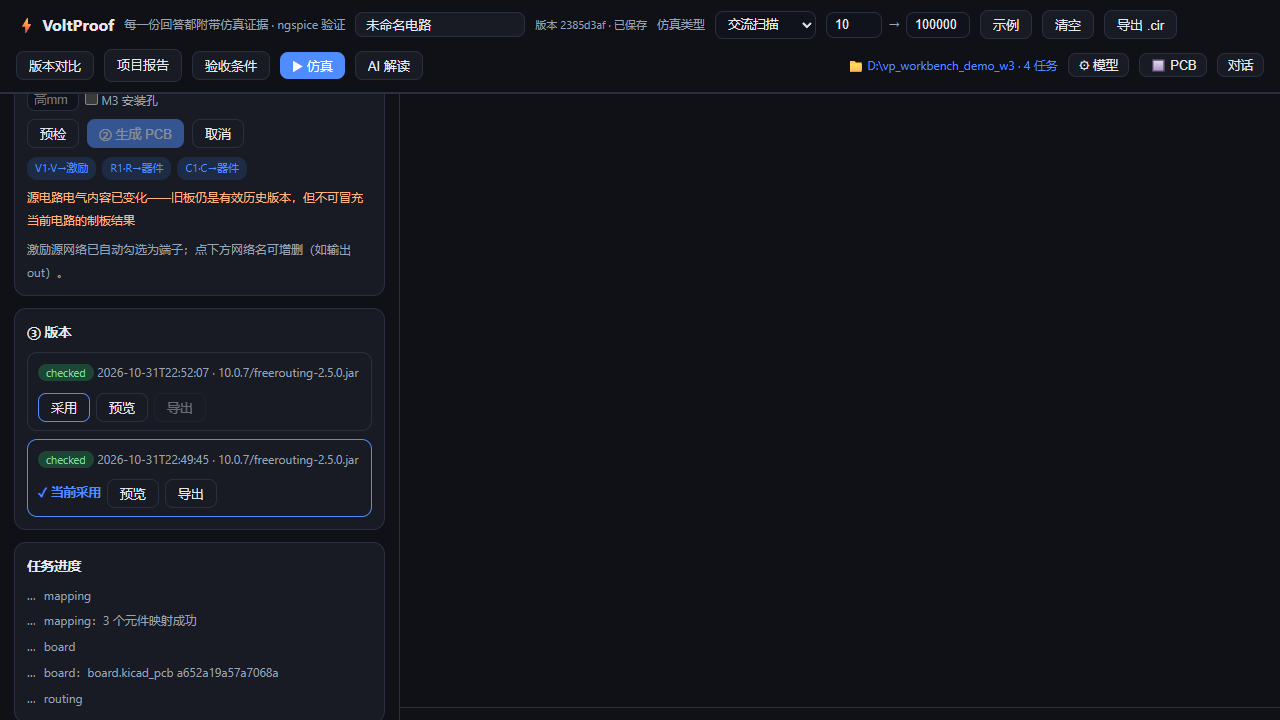 VoltProof 每一份回答都附带仿真证据 · ngspice 验证 未命名电路 版本 2385d3af · 已保存 仿真类型 交流扫描 10 → 100000 示例 清空 导出 .cir
版本对比 项目报告 验收条件 ▶ 仿真 AI 解读 D:\vp_workbench_demo_w3 · 4 任务 ⚙ 模型 PCB 对话
高mm M3 安装孔
预检 ② 生成 PCB 取消
V1·V→激励 R1·R→器件 C1·C→器件
源电路电气内容已变化——旧板仍是有效历史版本，但不可冒充
当前电路的制板结果
激励源网络已自动勾选为端子；点下方网络名可增删（如输出
out）。
③ 版本
checked 2026-10-31T22:52:07 · 10.0.7/freerouting-2.5.0.jar
采用 预览 导出
checked 2026-10-31T22:49:45 · 10.0.7/freerouting-2.5.0.jar
✓ 当前采用 预览 导出
任务进度
… mapping
… mapping：3 个元件映射成功
… board
… board：board.kicad_pcb a652a19a57a7068a
… routing